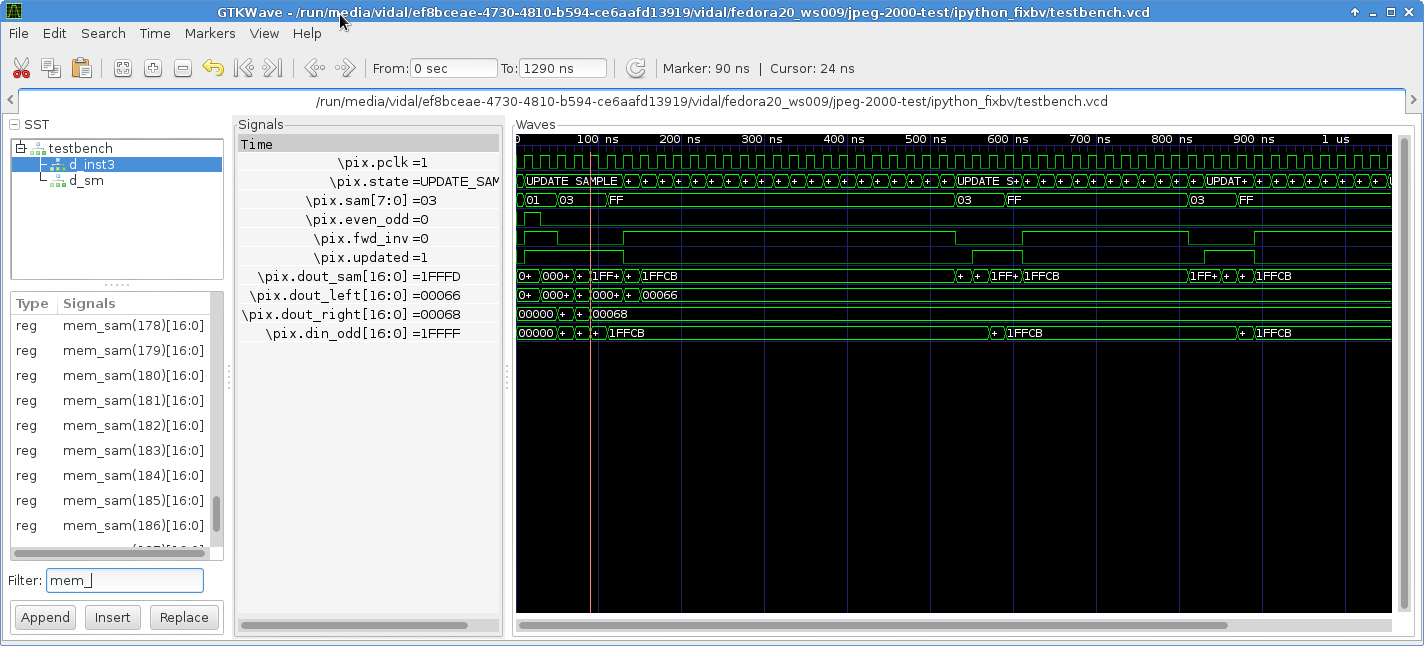 GTKWave - /run/media/vidal/ef8bceae-4730-4810-b594-ce6aafd13919/vidal/fedora20_ws009/jpeg-2000-test/ipython_fixbv/testbench.vcd
File Edit Search Time Markers View Help
From: 0 sec To: 1290 ns Marker: 90 ns | Cursor: 24 ns
/run/media/vidal/ef8bceae-4730-4810-b594-ce6aafd13919/vidal/fedora20_ws009/jpeg-2000-test/ipython_fixbv/testbench.vcd
SST
testbench
d_inst3
d_sm
Type Signals
reg mem_sam(178)[16:0]
reg mem_sam(179)[16:0]
reg mem_sam(180)[16:0]
reg mem_sam(181)[16:0]
reg mem_sam(182)[16:0]
reg mem_sam(183)[16:0]
reg mem_sam(184)[16:0]
reg mem_sam(185)[16:0]
reg mem_sam(186)[16:0]
Filter: mem_
Append Insert Replace
Signals
Time
\pix.pclk =1
\pix.state =UPDATE_SAM
\pix.sam[7:0] =03
\pix.even_odd =0
\pix.fwd_inv =0
\pix.updated =1
\pix.dout_sam[16:0] =1FFFD
\pix.dout_left[16:0] =00066
\pix.dout_right[16:0] =00068
\pix.din_odd[16:0] =1FFFF
Waves
0 100 ns 200 ns 300 ns 400 ns 500 ns 600 ns 700 ns 800 ns 900 ns 1 us
UPDATE_SAMPLE + + + + + + + + + + + + + + + + + + + + UPDATE_S+ + + + + + + + + + + + UPDAT+ + + + + + + + +
01 03 FF 03 FF 03 FF
0+ 000+ + 1FF+ + 1FFCB + + 1FF+ 1FFCB 1FF+ + + 1FFCB
0+ 000+ + 000+ + 00066
00000 + + 00068
00000 + + + 1FFCB + 1FFCB + 1FFCB